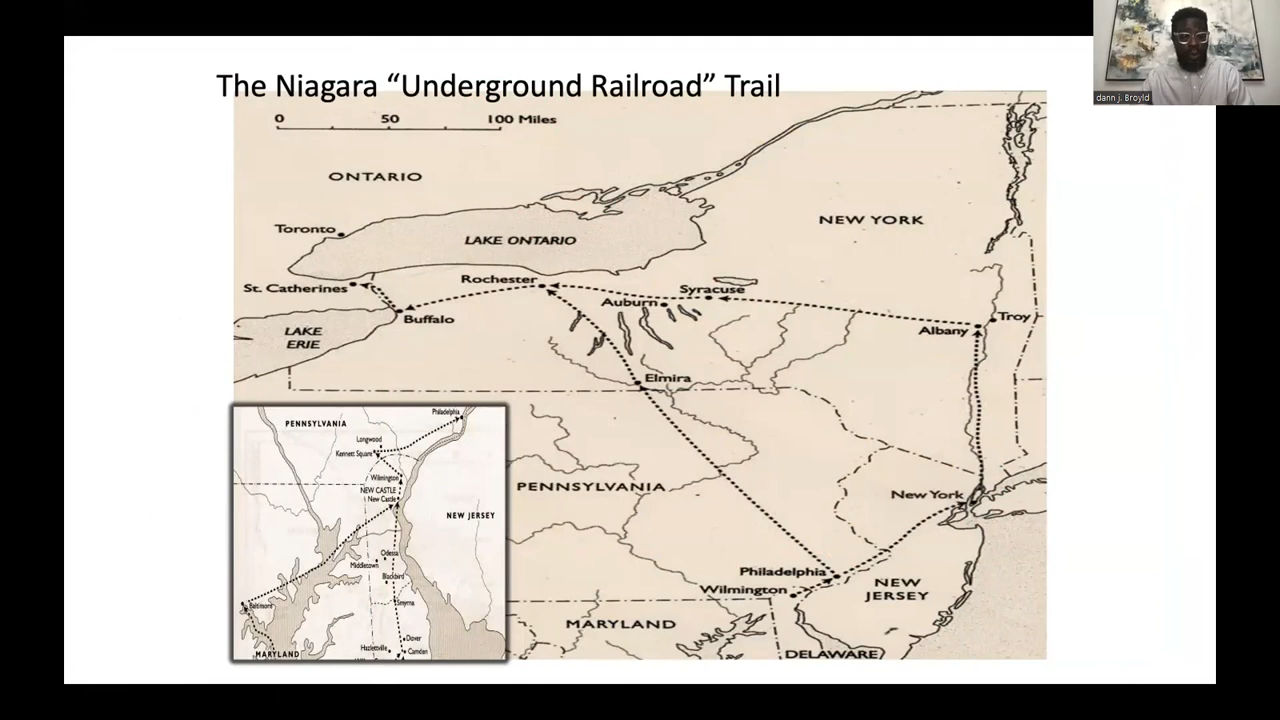 dann j. Broyld
The Niagara “Underground Railroad” Trail
0 50 100 Miles
ONTARIO
NEW YORK
Toronto
LAKE ONTARIO
Rochester
St. Catherines
Syracuse
Auburn
Buffalo
Troy
Albany
LAKE
ERIE
Elmira
PENNSYLVANIA
New York
Philadelphia
Wilmington
NEW
JERSEY
MARYLAND
DELAWARE
Philadelphia
PENNSYLVANIA
Longwood
Kennett Square
Wilmington
NEW CASTLE
New Castle
NEW JERSEY
Odessa
Middletown
Blackbird
Smyrna
Baltimore
Dover
Hazlettville
Camden
MARYLAND